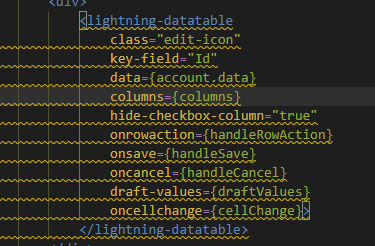 <div>
<lightning-datatable
class="edit-icon"
key-field="Id"
data={account.data}
columns={columns}
hide-checkbox-column="true"
onrowaction={handleRowAction}
onsave={handleSave}
oncancel={handleCancel}
draft-values={draftValues}
oncellchange={cellChange}>
</lightning-datatable>
</div>